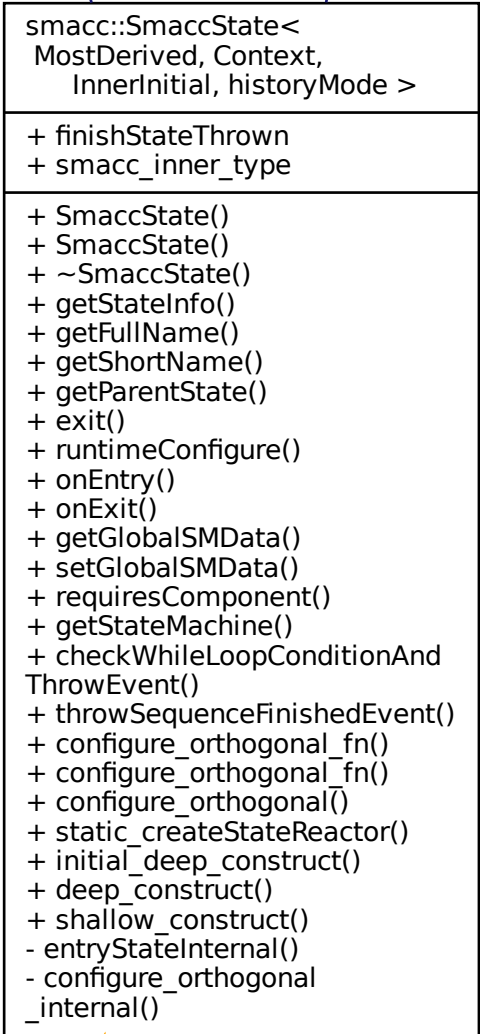 smacc::SmaccState<
MostDerived, Context,
InnerInitial, historyMode >
+ finishStateThrown
+ smacc_inner_type
+ SmaccState()
+ SmaccState()
+ ~SmaccState()
+ getStateInfo()
+ getFullName()
+ getShortName()
+ getParentState()
+ exit()
+ runtimeConfigure()
+ onEntry()
+ onExit()
+ getGlobalSMData()
+ setGlobalSMData()
+ requiresComponent()
+ getStateMachine()
+ checkWhileLoopConditionAnd
ThrowEvent()
+ throwSequenceFinishedEvent()
+ configure_orthogonal_fn()
+ configure_orthogonal_fn()
+ configure_orthogonal()
+ static_createStateReactor()
+ initial_deep_construct()
+ deep_construct()
+ shallow_construct()
- entryStateInternal()
- configure_orthogonal
_internal()